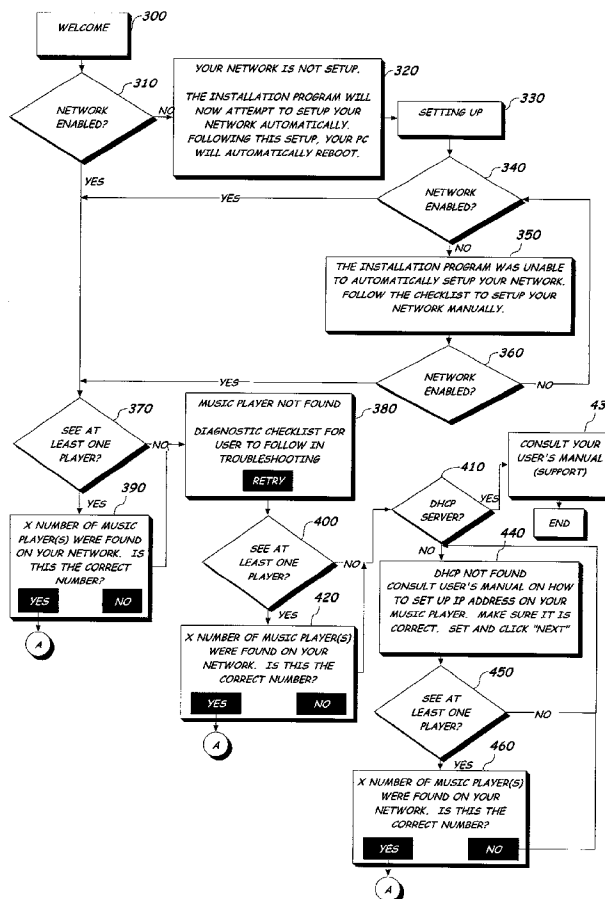 300
WELCOME
310
NETWORK
ENABLED?
NO
YES
320
YOUR NETWORK IS NOT SETUP.
THE INSTALLATION PROGRAM WILL
NOW ATTEMPT TO SETUP YOUR
NETWORK AUTOMATICALLY.
FOLLOWING THIS SETUP, YOUR PC
WILL AUTOMATICALLY REBOOT.
330
SETTING UP
340
NETWORK
ENABLED?
YES
NO
350
THE INSTALLATION PROGRAM WAS UNABLE
TO AUTOMATICALLY SETUP YOUR NETWORK.
FOLLOW THE CHECKLIST TO SETUP YOUR
NETWORK MANUALLY.
360
NETWORK
ENABLED?
YES
NO
370
SEE AT
LEAST ONE
PLAYER?
NO
YES
380
MUSIC PLAYER NOT FOUND
DIAGNOSTIC CHECKLIST FOR
USER TO FOLLOW IN
TROUBLESHOOTING
RETRY
390
X NUMBER OF MUSIC
PLAYER(S) WERE FOUND
ON YOUR NETWORK. IS
THIS THE CORRECT
NUMBER?
YES
NO
A
400
SEE AT
LEAST ONE
PLAYER?
NO
YES
420
X NUMBER OF MUSIC PLAYER(S)
WERE FOUND ON YOUR
NETWORK. IS THIS THE
CORRECT NUMBER?
YES
NO
A
410
DHCP
SERVER?
YES
NO
CONSULT YOUR
USER'S MANUAL
(SUPPORT)
END
440
DHCP NOT FOUND
CONSULT USER'S MANUAL ON HOW
TO SET UP IP ADDRESS ON YOUR
MUSIC PLAYER. MAKE SURE IT IS
CORRECT. SET AND CLICK "NEXT"
450
SEE AT
LEAST ONE
PLAYER?
NO
YES
460
X NUMBER OF MUSIC PLAYER(S)
WERE FOUND ON YOUR
NETWORK. IS THIS THE
CORRECT NUMBER?
YES
NO
A